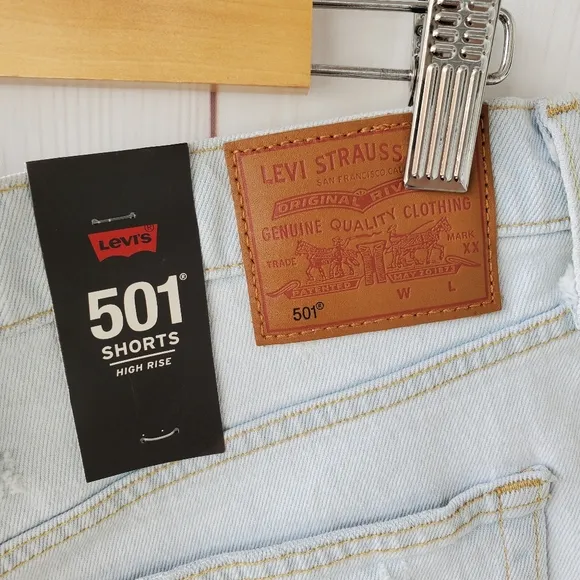 LEVI'S®
501®
SHORTS
HIGH RISE
LEVI STRAUSS
SAN FRANCISCO CAL
ORIGINAL RIV
GENUINE QUALITY CLOTHING
TRADE MARK
XX
PATENTED MAY 20 1873
501® W L